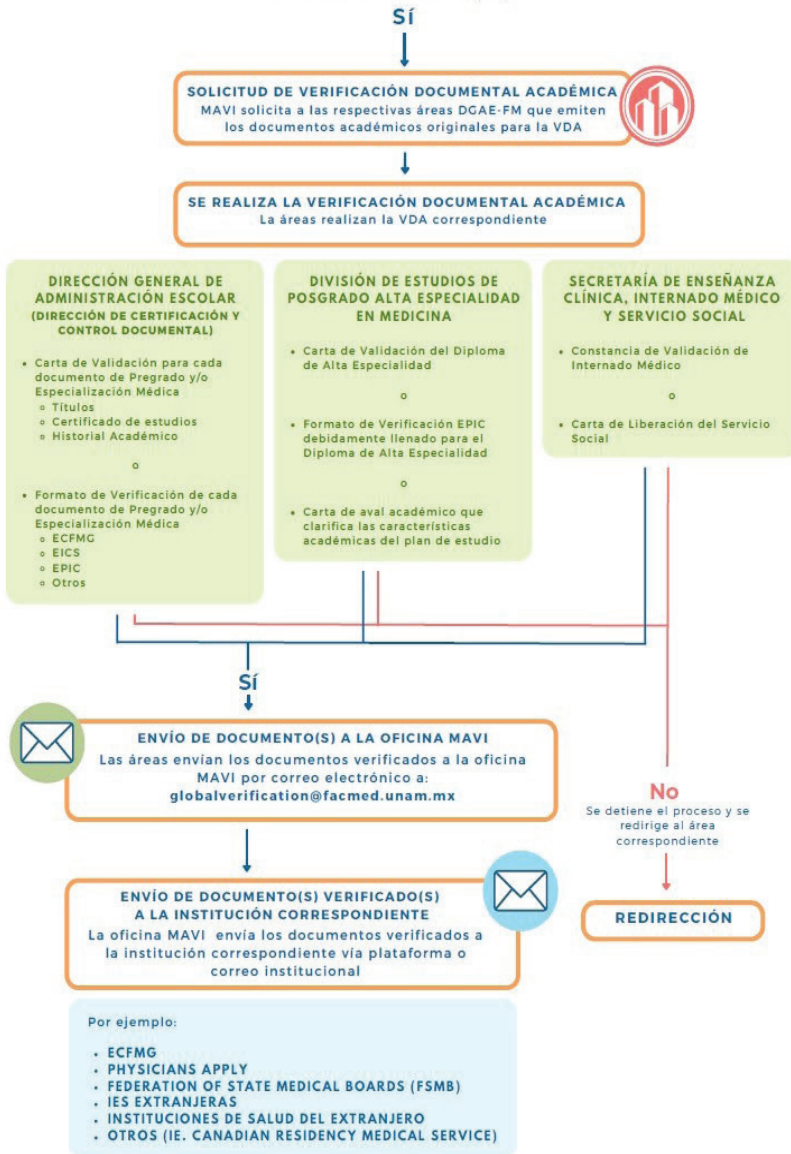 Sí
SOLICITUD DE VERIFICACIÓN DOCUMENTAL ACADÉMICA
MAVI solicita a las respectivas áreas DGAE-FM que emiten
los documentos académicos originales para la VDA
SE REALIZA LA VERIFICACIÓN DOCUMENTAL ACADÉMICA
La áreas realizan la VDA correspondiente
DIRECCIÓN GENERAL DE
ADMINISTRACIÓN ESCOLAR
(DIRECCIÓN DE CERTIFICACIÓN Y
CONTROL DOCUMENTAL)
• Carta de Validación para cada
documento de Pregrado y/o
Especialización Médica
○ Títulos
○ Certificado de estudios
○ Historial Académico
o
• Formato de Verificación de cada
documento de Pregrado y/o
Especialización Médica
○ ECFMG
○ EICS
○ EPIC
○ Otros
DIVISIÓN DE ESTUDIOS DE
POSGRADO ALTA ESPECIALIDAD
EN MEDICINA
• Carta de Validación del Diploma
de Alta Especialidad
o
• Formato de Verificación EPIC
debidamente llenado para el
Diploma de Alta Especialidad
o
• Carta de aval académico que
clarifica las características
académicas del plan de estudio
SECRETARÍA DE ENSEÑANZA
CLÍNICA, INTERNADO MÉDICO
Y SERVICIO SOCIAL
• Constancia de Validación de
Internado Médico
o
• Carta de Liberación del Servicio
Social
Sí
ENVÍO DE DOCUMENTO(S) A LA OFICINA MAVI
Las áreas envían los documentos verificados a la oficina
MAVI por correo electrónico a:
globalverification@facmed.unam.mx
No
Se detiene el proceso y se
redirige al área
correspondiente
REDIRECCIÓN
ENVÍO DE DOCUMENTO(S) VERIFICADO(S)
A LA INSTITUCIÓN CORRESPONDIENTE
La oficina MAVI envía los documentos verificados a
la institución correspondiente vía plataforma o
correo institucional
Por ejemplo:
• ECFMG
• PHYSICIANS APPLY
• FEDERATION OF STATE MEDICAL BOARDS (FSMB)
• IES EXTRANJERAS
• INSTITUCIONES DE SALUD DEL EXTRANJERO
• OTROS (IE. CANADIAN RESIDENCY MEDICAL SERVICE)